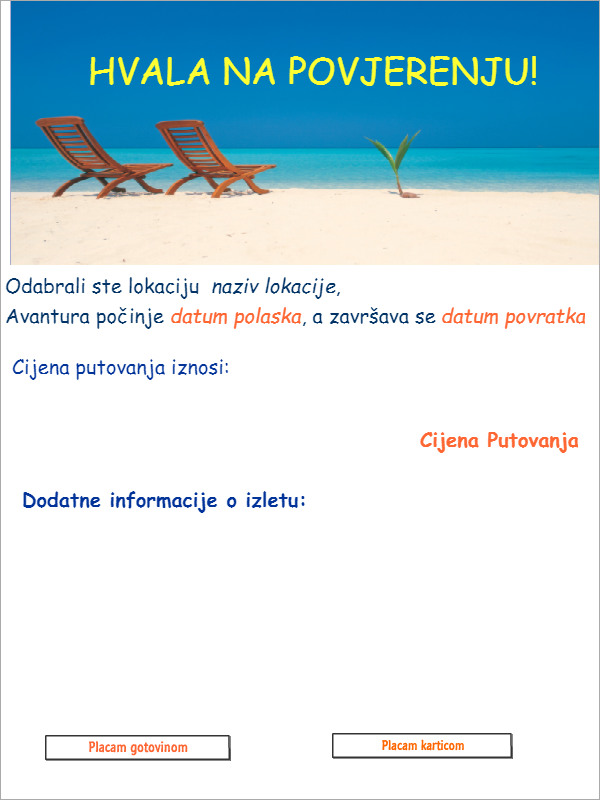 HVALA NA POVJERENJU!
Odabrali ste lokaciju naziv lokacije,
Avantura počinje datum polaska, a završava se datum povratka
Cijena putovanja iznosi:
Cijena Putovanja
Dodatne informacije o izletu:
Placam gotovinom
Placam karticom